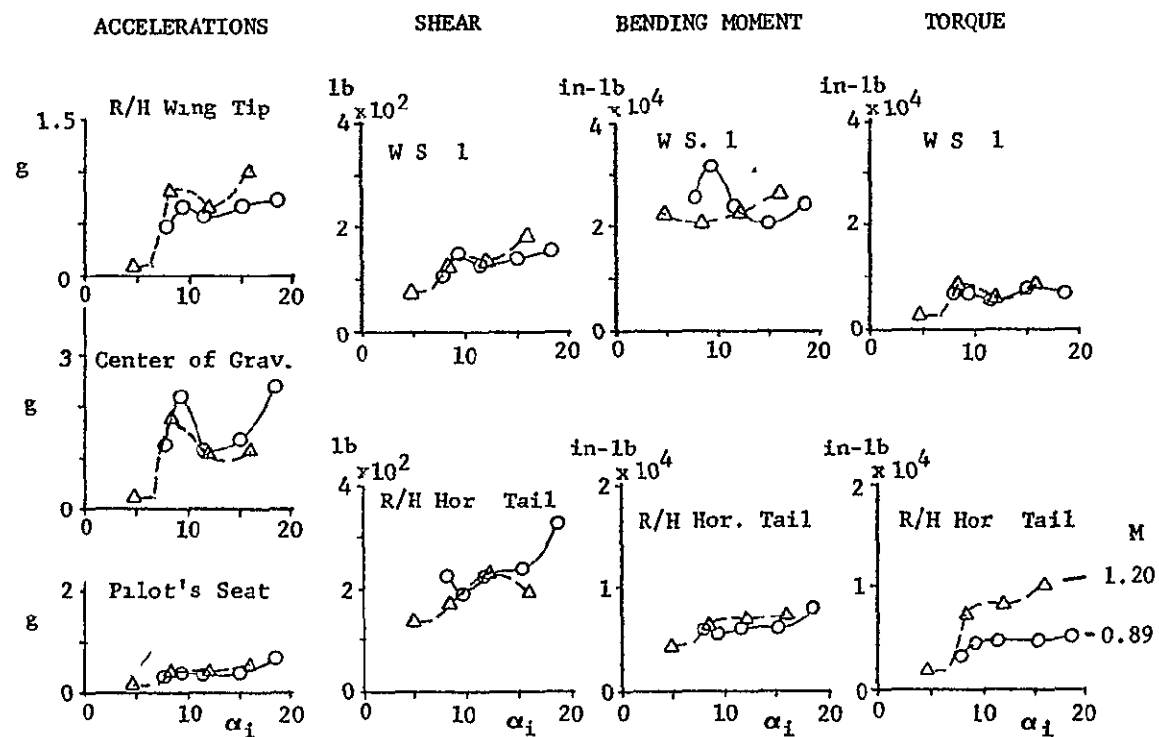 ACCELERATIONS SHEAR BENDING MOMENT TORQUE
R/H Wing Tip
1.5
g
0
0 10 20
lb
x10²
4
W S 1
2
0
0 10 20
in-lb
x10⁴
4
W S. 1
2
0
0 10 20
in-lb
x 10⁴
4
W S 1
2
0
0 10 20
Center of Grav.
3
g
0
0 10 20
Pilot's Seat
2
g
0
0 10 20
αi
lb
x10²
4
R/H Hor Tail
2
0
0 10 20
αi
in-lb
x 10⁴
2
R/H Hor. Tail
1
0
0 10 20
αi
in-lb
x 10⁴
2
R/H Hor Tail
1
0
0 10 20
αi
M
1.20
0.89